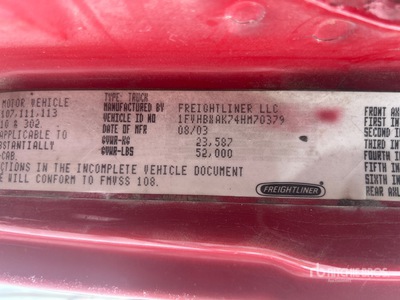 MOTOR VEHICLE
107,111,113
10 & 302
APPLICABLE TO
SUBSTANTIALLY
-CAB.
TYPE: TRUCK
MANUFACTURED BY FREIGHTLINER LLC
VEHICLE ID NO
DATE OF MFR 08/03
GVWR-KG 23,587
GVWR-LBS 52,000
CTIONS IN THE INCOMPLETE VEHICLE DOCUMENT
E WILL CONFORM TO FMVSS 108.
FREIGHTLINER
FRONT AX
FIRST IN
SECOND I
THIRD IN
FOURTH I
FIFTH IN
SIXTH IN
REAR AXL